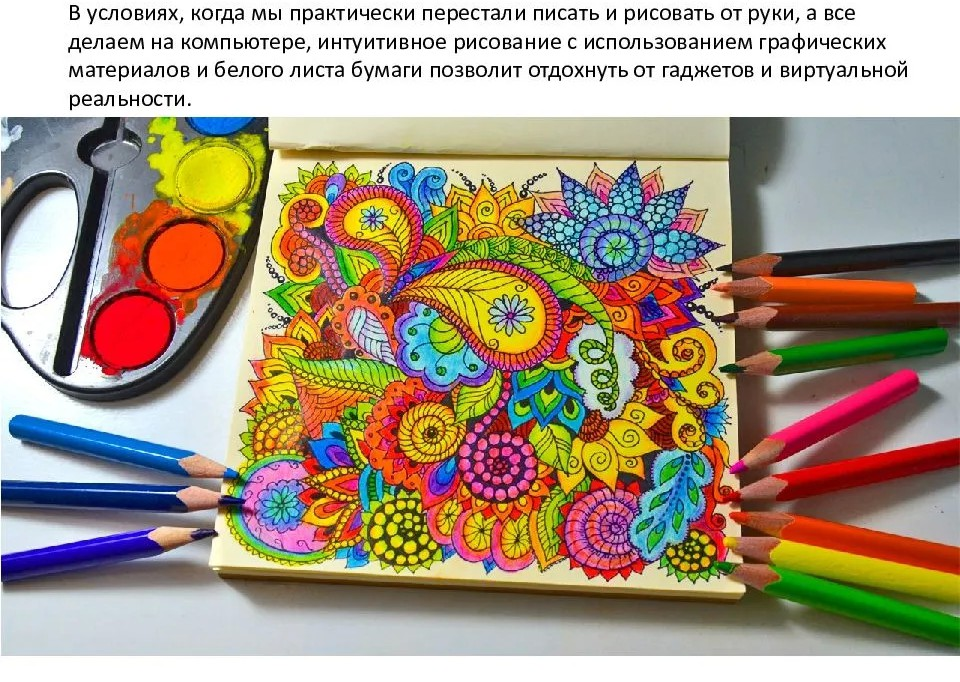 В условиях, когда мы практически перестали писать и рисовать от руки, а все
делаем на компьютере, интуитивное рисование с использованием графических
материалов и белого листа бумаги позволит отдохнуть от гаджетов и виртуальной
реальности.